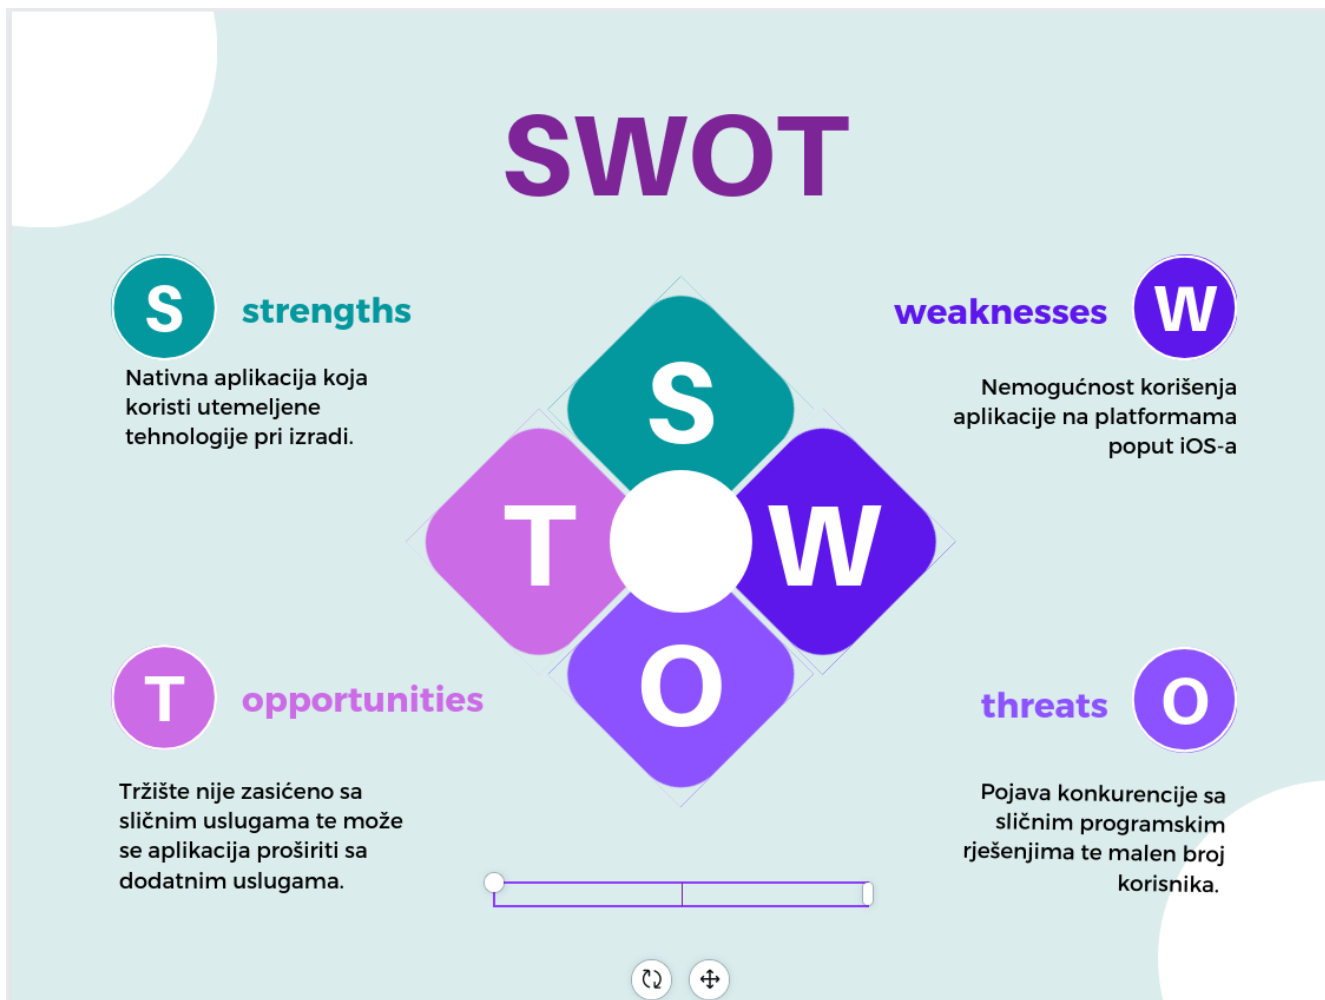 SWOT
S strengths
Nativna aplikacija koja
koristi utemeljene
tehnologije pri izradi.
weaknesses W
Nemogućnost korišenja
aplikacije na platformama
poput iOS-a
S
T
W
O
T opportunities
Tržište nije zasićeno sa
sličnim uslugama te može
se aplikacija proširiti sa
dodatnim uslugama.
threats O
Pojava konkurencije sa
sličnim programskim
rješenjima te malen broj
korisnika.